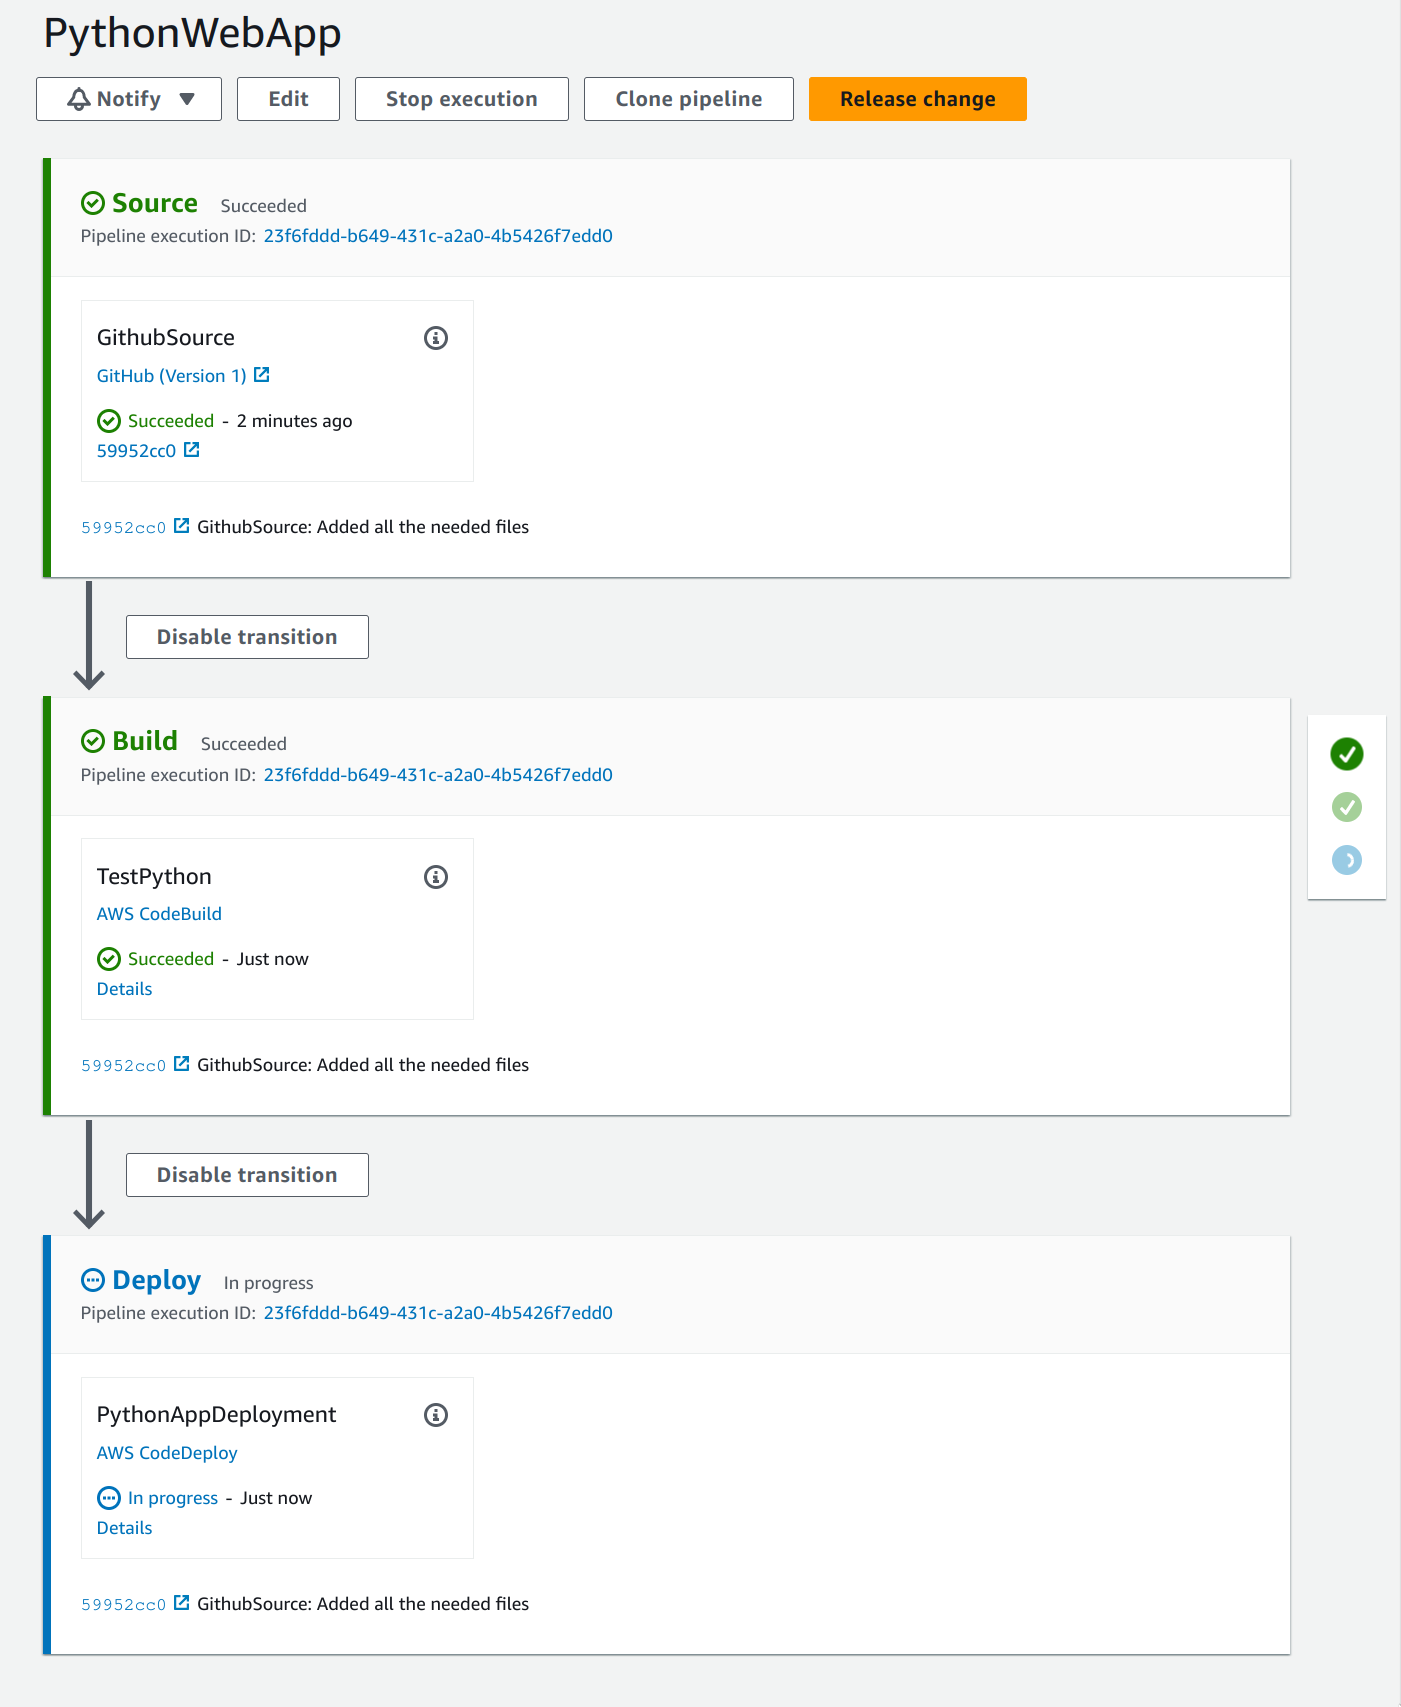 PythonWebApp
Notify Edit Stop execution Clone pipeline Release change
Source Succeeded
Pipeline execution ID: 23f6fddd-b649-431c-a2a0-4b5426f7edd0
GithubSource
GitHub (Version 1)
Succeeded - 2 minutes ago
59952cc0
59952cc0 GithubSource: Added all the needed files
Disable transition
Build Succeeded
Pipeline execution ID: 23f6fddd-b649-431c-a2a0-4b5426f7edd0
TestPython
AWS CodeBuild
Succeeded - Just now
Details
59952cc0 GithubSource: Added all the needed files
Disable transition
Deploy In progress
Pipeline execution ID: 23f6fddd-b649-431c-a2a0-4b5426f7edd0
PythonAppDeployment
AWS CodeDeploy
In progress - Just now
Details
59952cc0 GithubSource: Added all the needed files